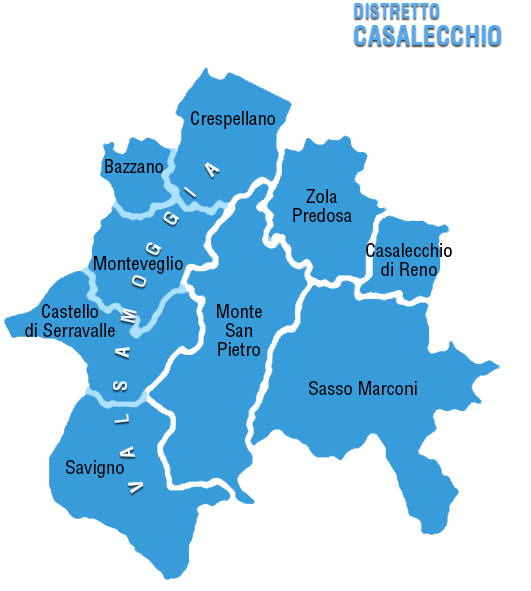 DISTRETTO
CASALECCHIO
Crespellano
Bazzano
Zola
Predosa
Casalecchio
di Reno
Monteveglio
Castello
di Serravalle
Monte
San
Pietro
Sasso Marconi
Savigno
VALSAMOGGIA